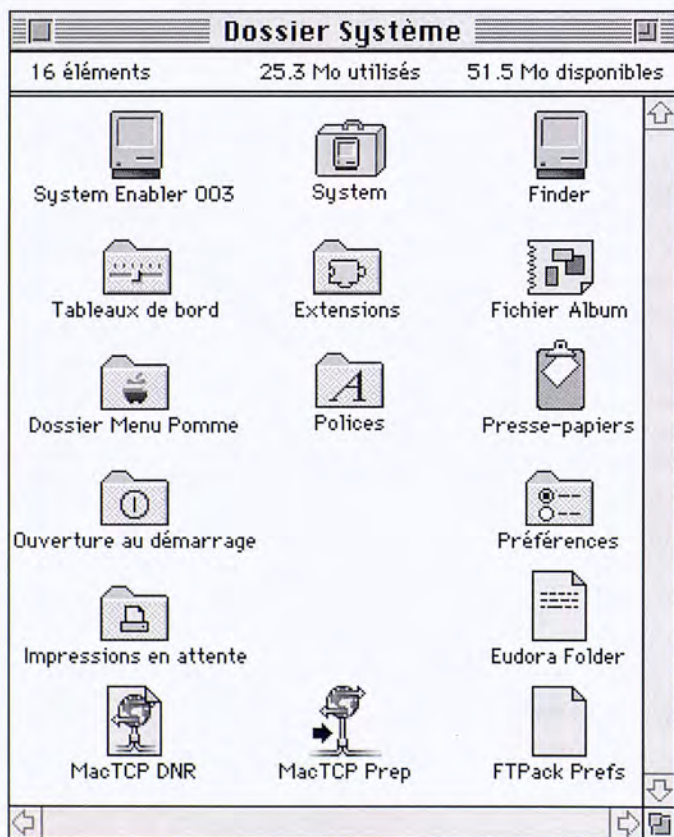 Dossier Système
16 éléments 25.3 Mo utilisés 51.5 Mo disponibles
System Enabler 003 System Finder
Tableaux de bord Extensions Fichier Album
Dossier Menu Pomme Polices Presse-papiers
Ouverture au démarrage Préférences
Impressions en attente Eudora Folder
MacTCP DNR MacTCP Prep FTPack Prefs